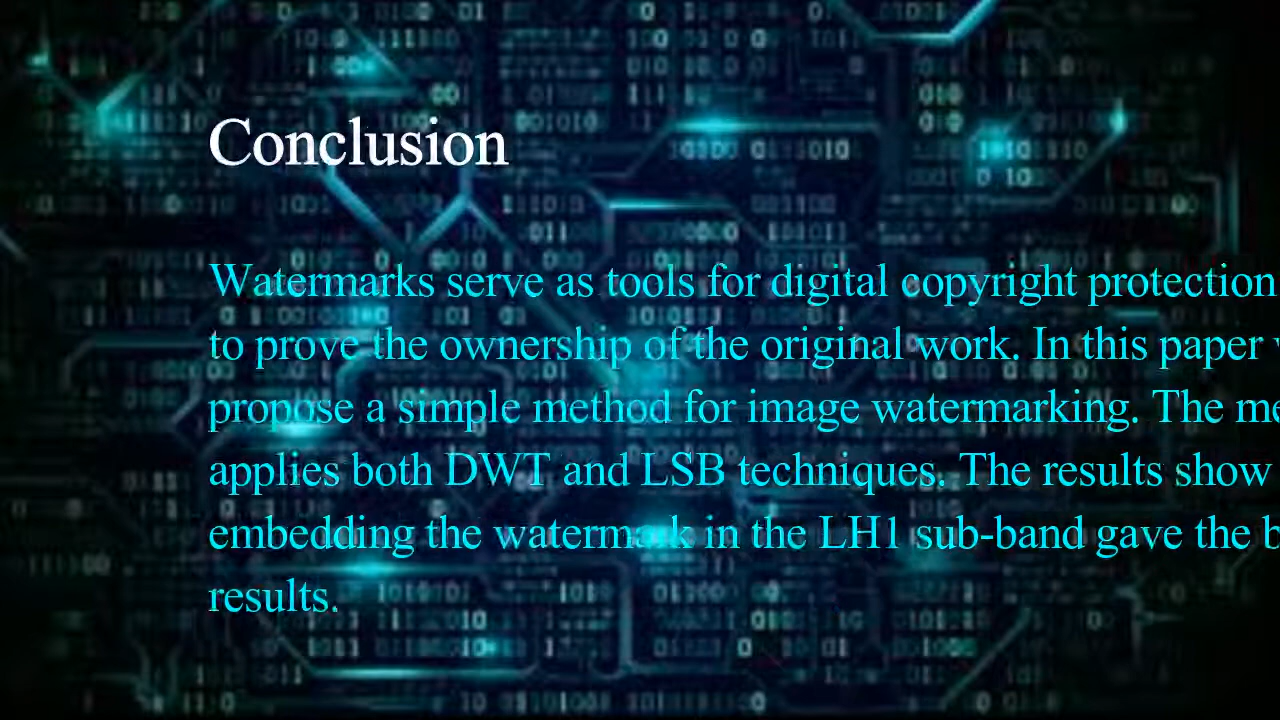 Conclusion
Watermarks serve as tools for digital copyright protection
to prove the ownership of the original work. In this paper
propose a simple method for image watermarking. The
applies both DWT and LSB techniques. The results show
embedding the watermark in the LH1 sub-band gave the
results.